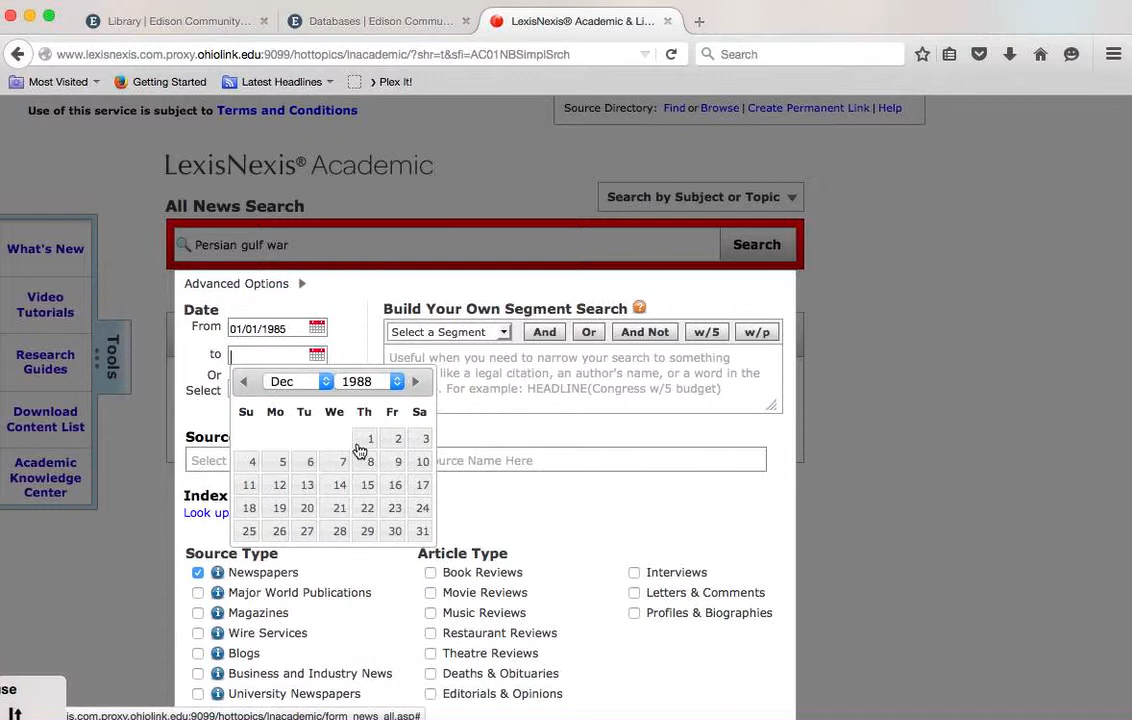 Library | Edison Community... ×
Databases | Edison Commu... ×
LexisNexis® Academic & Li... ×
www.lexisnexis.com.proxy.ohiolink.edu:9099/hottopics/lnacademic/?shr=t&sfi=AC01NBSimplSrch
Search
Most Visited
Getting Started
Latest Headlines
> Plex It!
Use of this service is subject to Terms and Conditions
Source Directory: Find or Browse | Create Permanent Link | Help
LexisNexis® Academic
All News Search
Search by Subject or Topic
Persian gulf war
Search
What's New
Video
Tutorials
Research
Guides
Download
Content List
Academic
Knowledge
Center
Tools
Advanced Options
Date
From 01/01/1985
to
Or
Select
Build Your Own Segment Search
Select a Segment And Or And Not w/5 w/p
Useful when you need to narrow your search to something
like a legal citation, an author's name, or a word in the
. For example: HEADLINE(Congress w/5 budget)
Dec 1988
Su Mo Tu We Th Fr Sa
1 2 3
4 5 6 7 8 9 10
11 12 13 14 15 16 17
18 19 20 21 22 23 24
25 26 27 28 29 30 31
Sourc
Select ource Name Here
Index
Look up
Source Type
Newspapers
Major World Publications
Magazines
Wire Services
Blogs
Business and Industry News
University Newspapers
Article Type
Book Reviews
Movie Reviews
Music Reviews
Restaurant Reviews
Theatre Reviews
Deaths & Obituaries
Editorials & Opinions
Interviews
Letters & Comments
Profiles & Biographies
use
It
is.com.proxy.ohiolink.edu:9099/hottopics/lnacademic/form_news_all.asp#